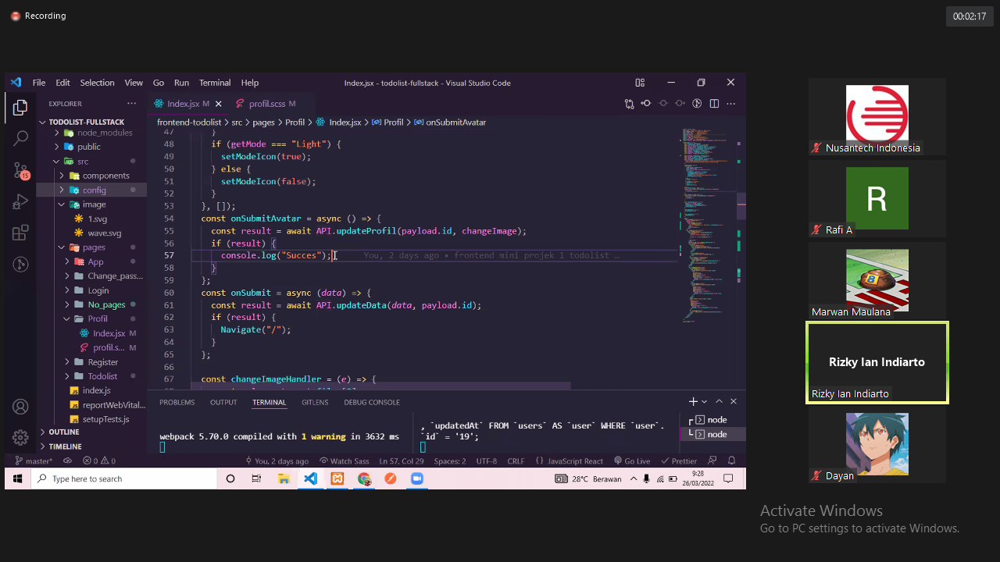 Recording
00:02:17
File Edit Selection View Go Run Terminal Help
Index.jsx - todolist-fullstack - Visual Studio Code
EXPLORER
Index.jsx M
profil.scss M
frontend-todolist > src > pages > Profil > Index.jsx > Profil > onSubmitAvatar
TODOLIST-FULLSTACK
node_modules
public
src
components
config
image
1.svg
wave.svg
pages
App
Change_pass...
Login
No_pages
Profil
Index.jsx M
profil.s... M
Register
Todolist
index.js
reportWebVital...
setupTests.js
OUTLINE
TIMELINE
15
47 }
48 if (getMode === "Light") {
49 setModeIcon(true);
50 } else {
51 setModeIcon(false);
52 }
53 }, []);
54 const onSubmitAvatar = async () => {
55 const result = await API.updateProfil(payload.id, changeImage);
56 if (result) {
57 console.log("Succes"); You, 2 days ago • frontend mini projek 1 todolist …
58
59 };
60 const onSubmit = async (data) => {
61 const result = await API.updateData(data, payload.id);
62 if (result) {
63 Navigate("/");
64 }
65 };
66
67 const changeImageHandler = (e) => {
PROBLEMS OUTPUT TERMINAL GITLENS DEBUG CONSOLE
webpack 5.70.0 compiled with 1 warning in 3632 ms
, `updatedAt` FROM `users` AS `user` WHERE `user`.
`id` = '19';
node
node
master* 0 0 You, 2 days ago Watch Sass Ln 57, Col 29 Spaces: 2 UTF-8 CRLF {} JavaScript React Go Live Prettier
Type here to search
28°C Berawan
9:28
26/03/2022
Nusantech Indonesia
R
Rafi A
8
Marwan Maulana
Rizky Ian Indiarto
Rizky Ian Indiarto
Dayan
Activate Windows
Go to PC settings to activate Windows.